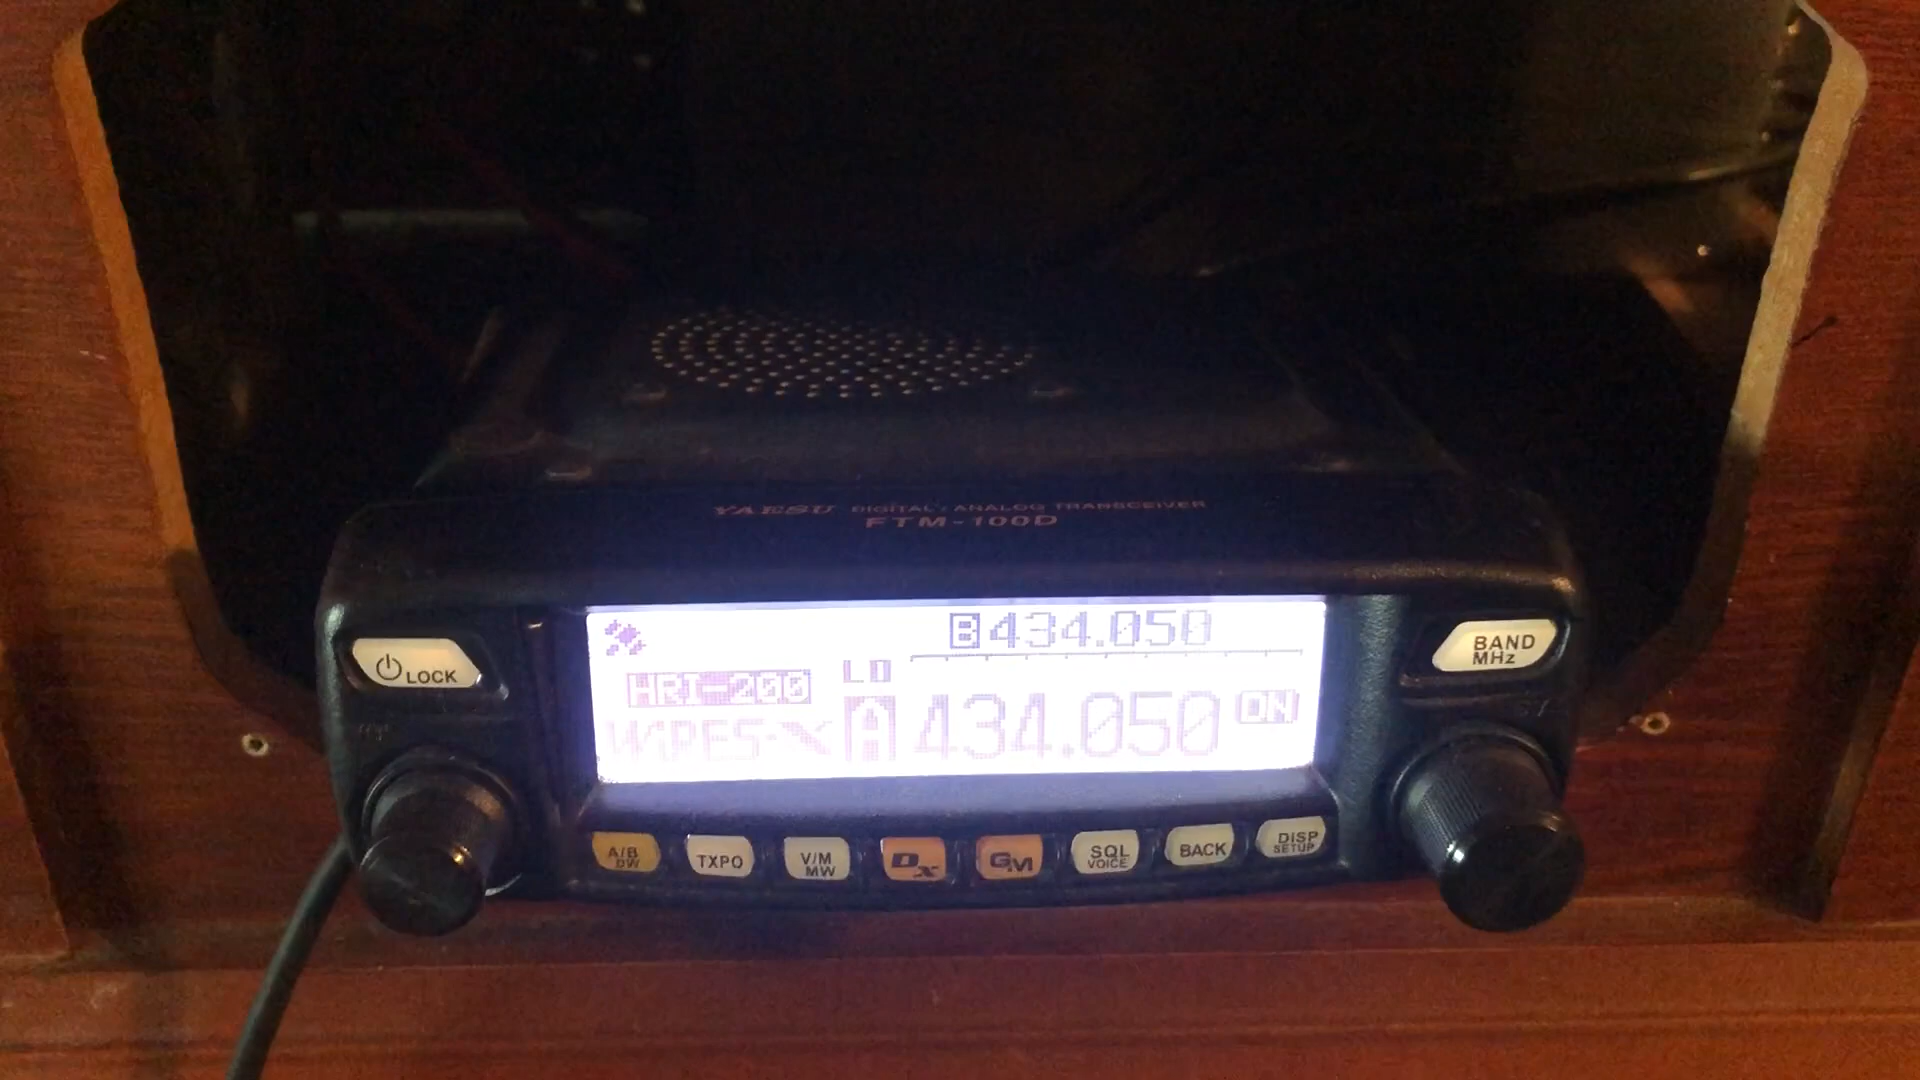 YAESU DIGITAL/ANALOG TRANSCEIVER
FTM-100D
B 434.050
LO
HRI-200
WIRES-X A 434.050 DN
LOCK
BAND
MHz
A/B
DW
TXPO
V/M
MW
DX
GM
SQL
VOICE
BACK
DISP
SETUP